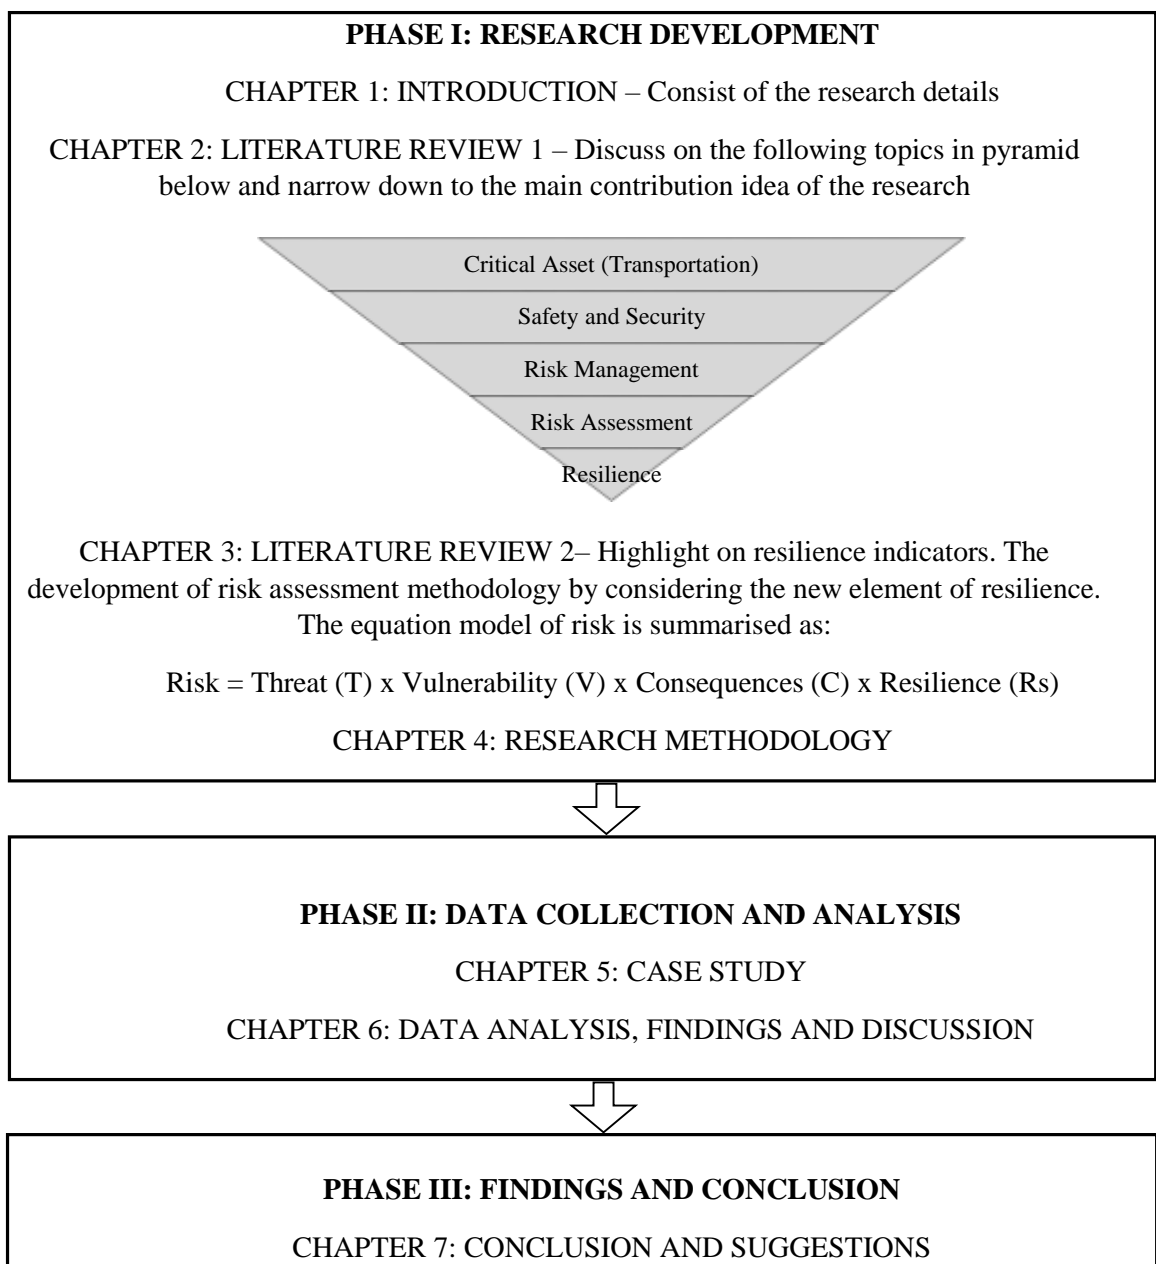 PHASE I: RESEARCH DEVELOPMENT
CHAPTER 1: INTRODUCTION – Consist of the research details
CHAPTER 2: LITERATURE REVIEW 1 – Discuss on the following topics in pyramid
below and narrow down to the main contribution idea of the research
Critical Asset (Transportation)
Safety and Security
Risk Management
Risk Assessment
Resilience
CHAPTER 3: LITERATURE REVIEW 2– Highlight on resilience indicators. The
development of risk assessment methodology by considering the new element of resilience.
The equation model of risk is summarised as:
Risk = Threat (T) x Vulnerability (V) x Consequences (C) x Resilience (Rs)
CHAPTER 4: RESEARCH METHODOLOGY
PHASE II: DATA COLLECTION AND ANALYSIS
CHAPTER 5: CASE STUDY
CHAPTER 6: DATA ANALYSIS, FINDINGS AND DISCUSSION
PHASE III: FINDINGS AND CONCLUSION
CHAPTER 7: CONCLUSION AND SUGGESTIONS